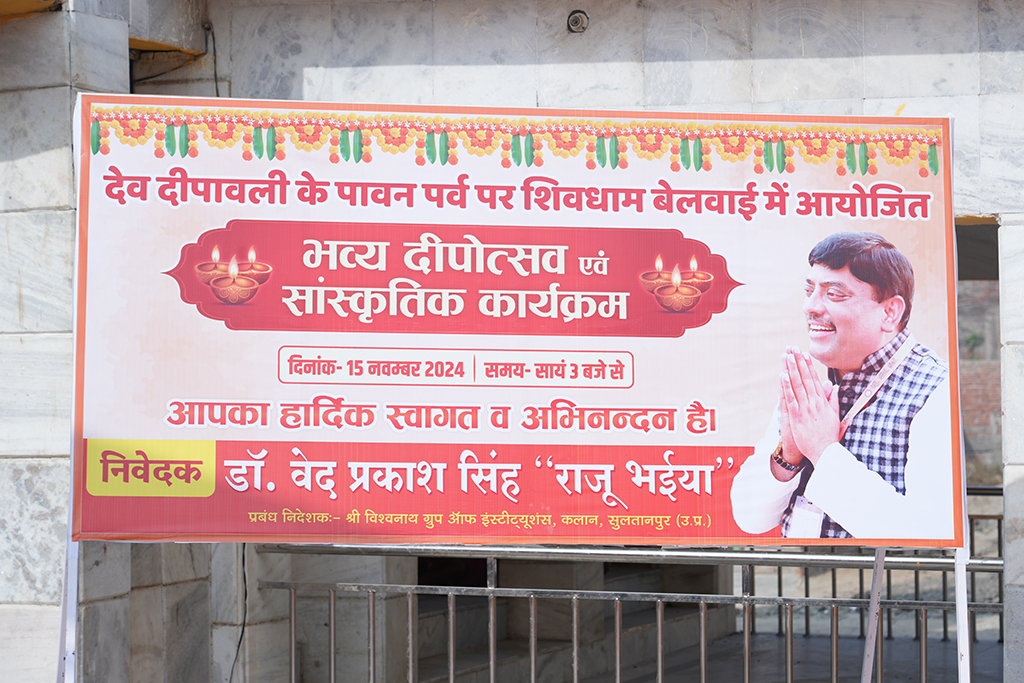 देव दीपावली के पावन पर्व पर शिवधाम बेलवाई में आयोजित
भव्य दीपोत्सव एवं
सांस्कृतिक कार्यक्रम
दिनांक- 15 नवम्बर 2024 | समय- सायं 3 बजे से
आपका हार्दिक स्वागत व अभिनन्दन है।
निवेदक डॉ. वेद प्रकाश सिंह “राजू भईया”
प्रबंध निदेशकः- श्री विश्वनाथ ग्रुप ऑफ इंस्टीट्यूशंस, कलान, सुलतानपुर (उ.प्र.)